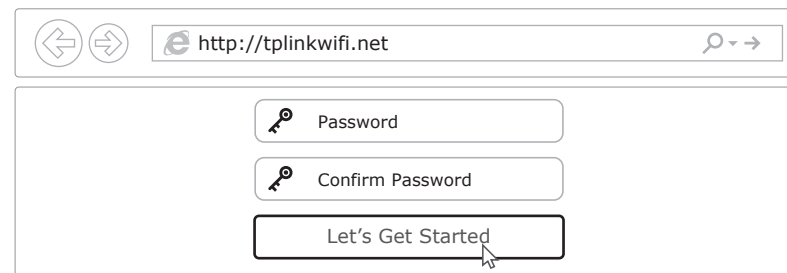 http://tplinkwifi.net
Password
Confirm Password
Let’s Get Started